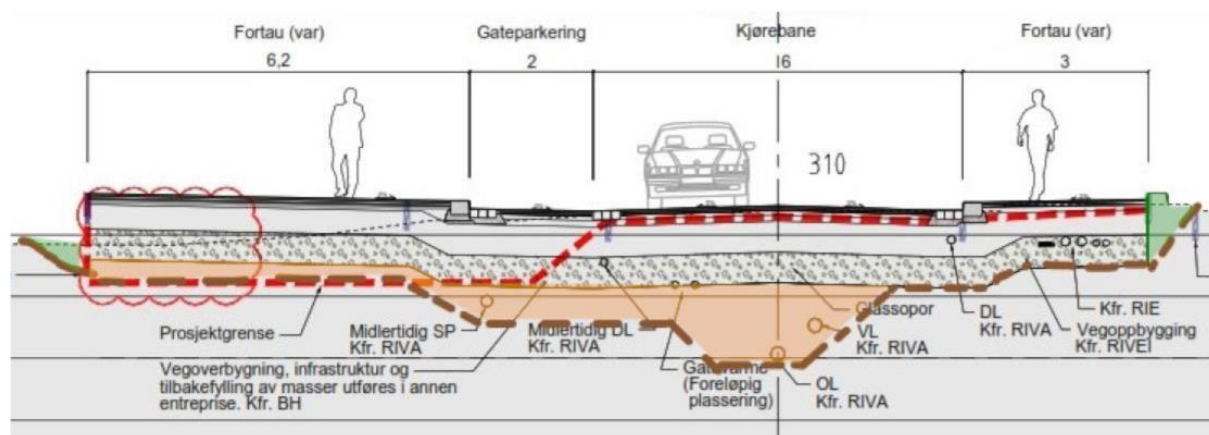 Fortau (var)
6,2
Gateparkering
2
Kjørebane
6
Fortau (var)
3
310
Prosjektgrense
Midlertidig SP
Kfr. RIVA
Midlertidig DL
Kfr. RIVA
Glassopor
VL
Kfr. RIVA
DL
Kfr. RIVA
Kfr. RIE
Vegoppbygging
Kfr. RIVEI
Vegoverbygning, infrastruktur og
tilbakefylling av masser utføres i annen
entreprise. Kfr. BH
Gatevarme
(Foreløpig
plassering)
OL
Kfr. RIVA